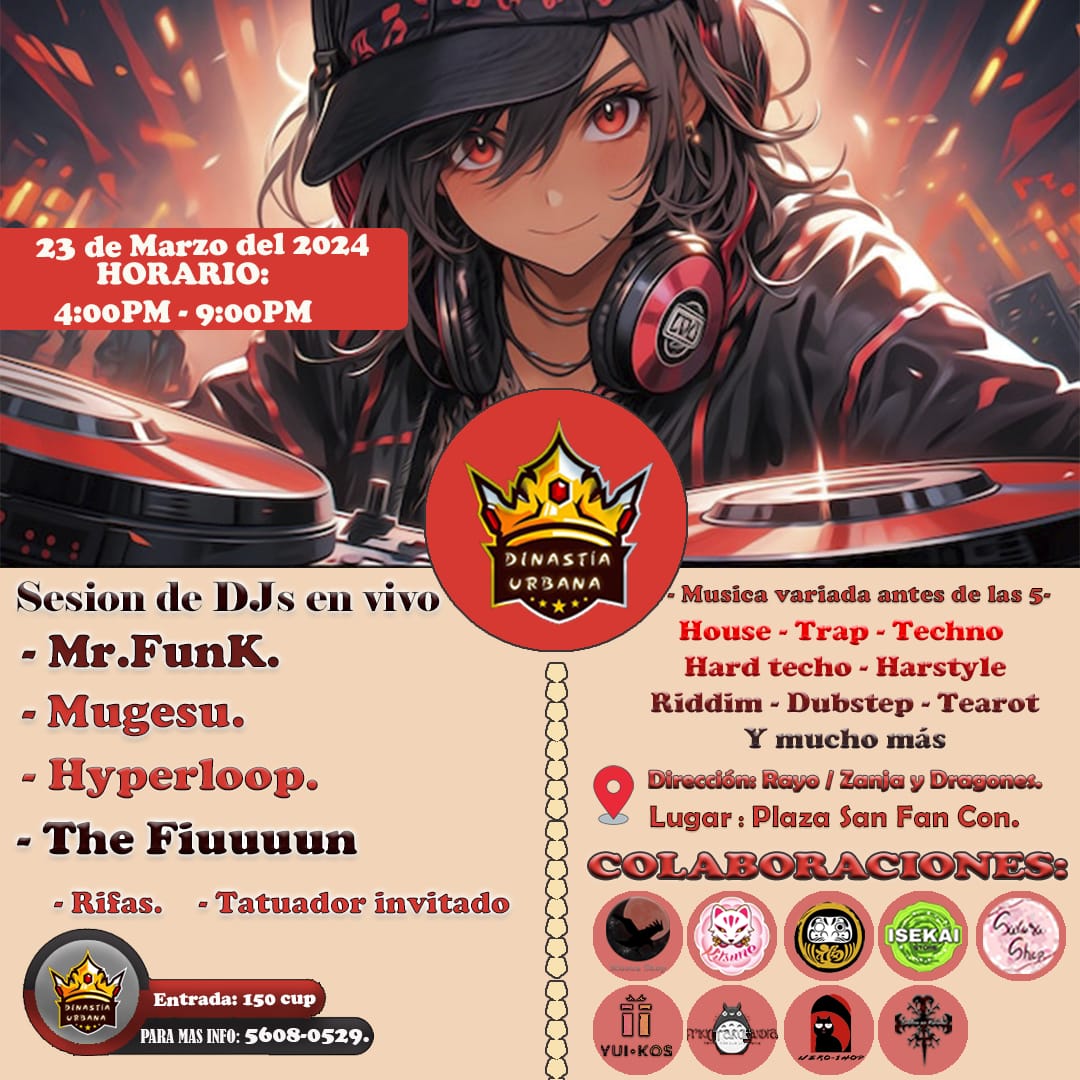 23 de Marzo del 2024
HORARIO:
4:00PM - 9:00PM
DINASTÍA
URBANA
Sesion de DJs en vivo
- Mr.FunK.
- Mugesu.
- Hyperloop.
- The Fiuuuun
- Rifas. - Tatuador invitado
DINASTÍA
URBANA
Entrada: 150 cup
PARA MAS INFO: 5608-0529.
- Musica variada antes de las 5-
House - Trap - Techno
Hard techo - Harstyle
Riddim - Dubstep - Tearot
Y mucho más
Dirección: Rayo / Zanja y Dragones.
Lugar : Plaza San Fan Con.
COLABORACIONES:
ISEKAI
Shop
YUI•KOS
NERO-SHOP